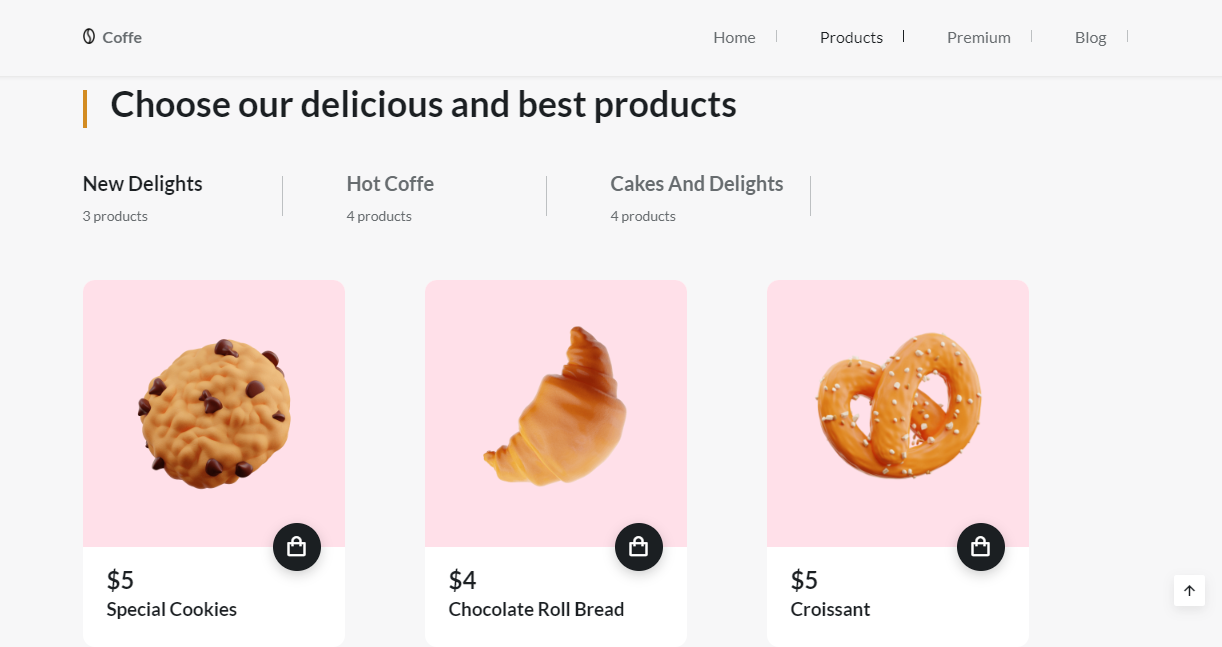 Coffe
Home
Products
Premium
Blog
Choose our delicious and best products
New Delights
3 products
Hot Coffe
4 products
Cakes And Delights
4 products
$5
Special Cookies
$4
Chocolate Roll Bread
$5
Croissant